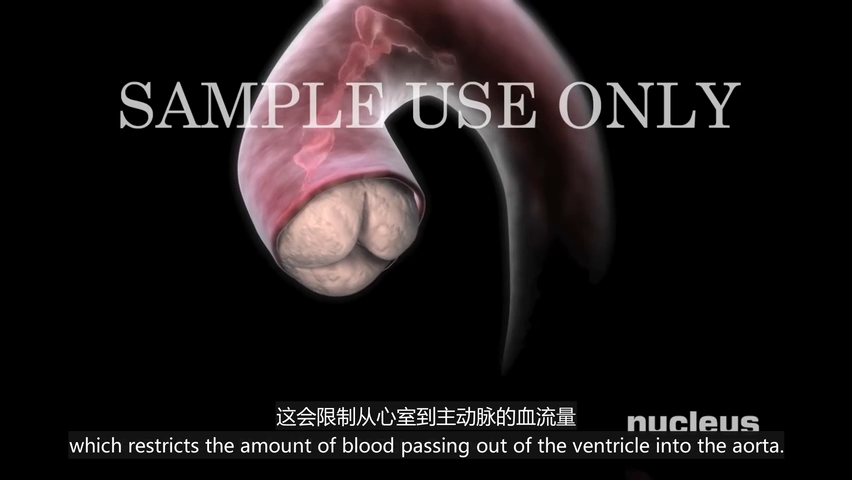 SAMPLE USE ONLY
这会限制从心室到主动脉的血流量
nucleus
which restricts the amount of blood passing out of the ventricle into the aorta.